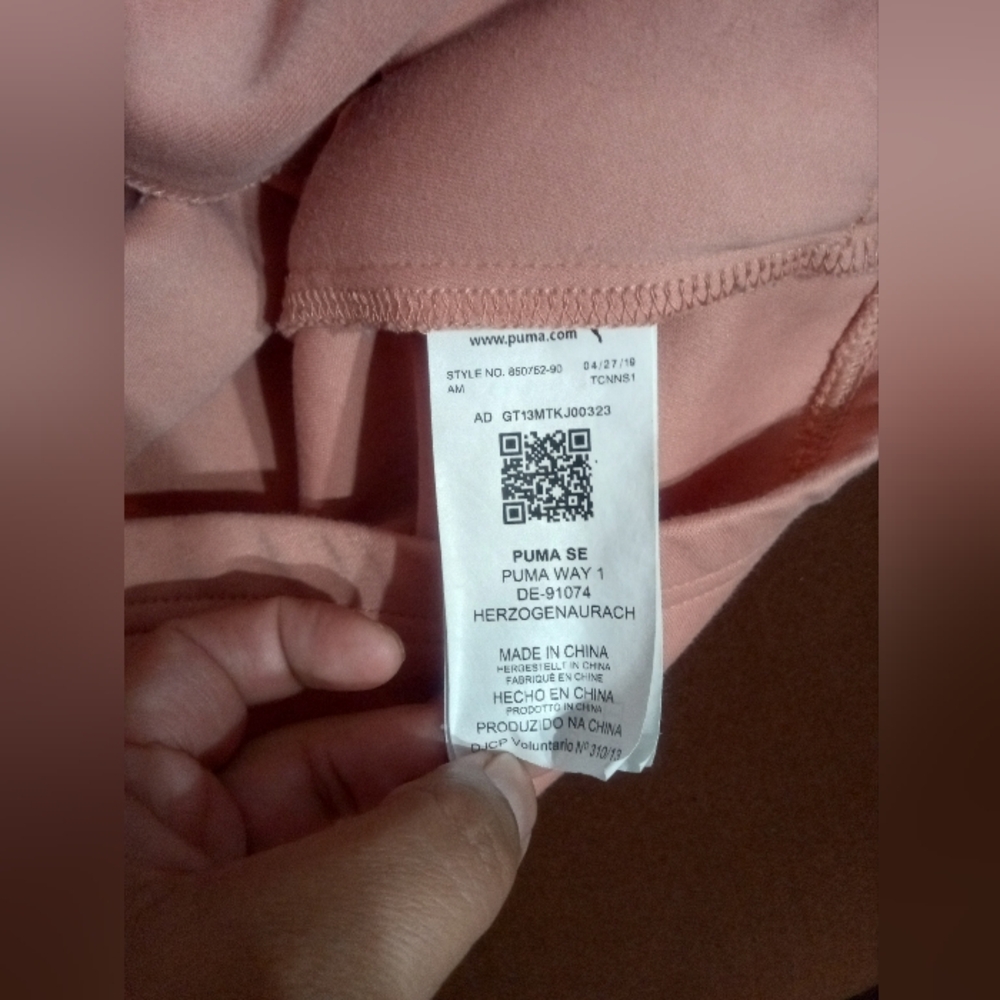 www.puma.com
STYLE NO. 850752-90 04/27/19
AM TCNNS1
AD GT13MTKJ00323
PUMA SE
PUMA WAY 1
DE-91074
HERZOGENAURACH
MADE IN CHINA
HERGESTELLT IN CHINA
FABRIQUÉ EN CHINE
HECHO EN CHINA
PRODOTTO IN CHINA
PRODUZIDO NA CHINA
DJCP Voluntario Nº 310/13